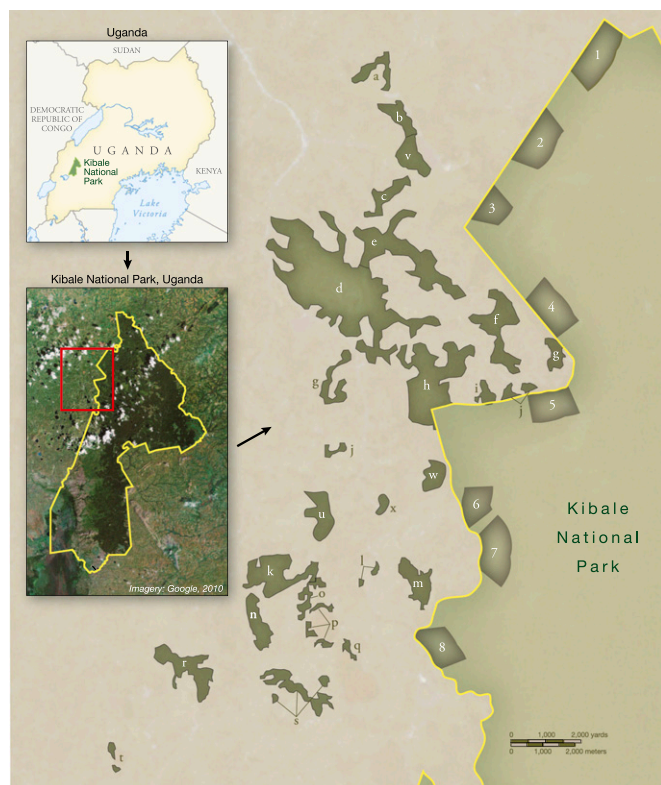 Uganda
SUDAN
DEMOCRATIC
REPUBLIC OF
CONGO
UGANDA
Kibale
National
Park
KENYA
Lake
Victoria
Kibale National Park, Uganda
Imagery: Google, 2010
a
b
v
c
e
d
f
g
g
h
i
j
j
w
x
u
l
k
m
o
n
p
q
r
s
t
1
2
3
4
5
6
7
8
Kibale
National
Park
0 1,000 2,000 yards
0 1,000 2,000 meters